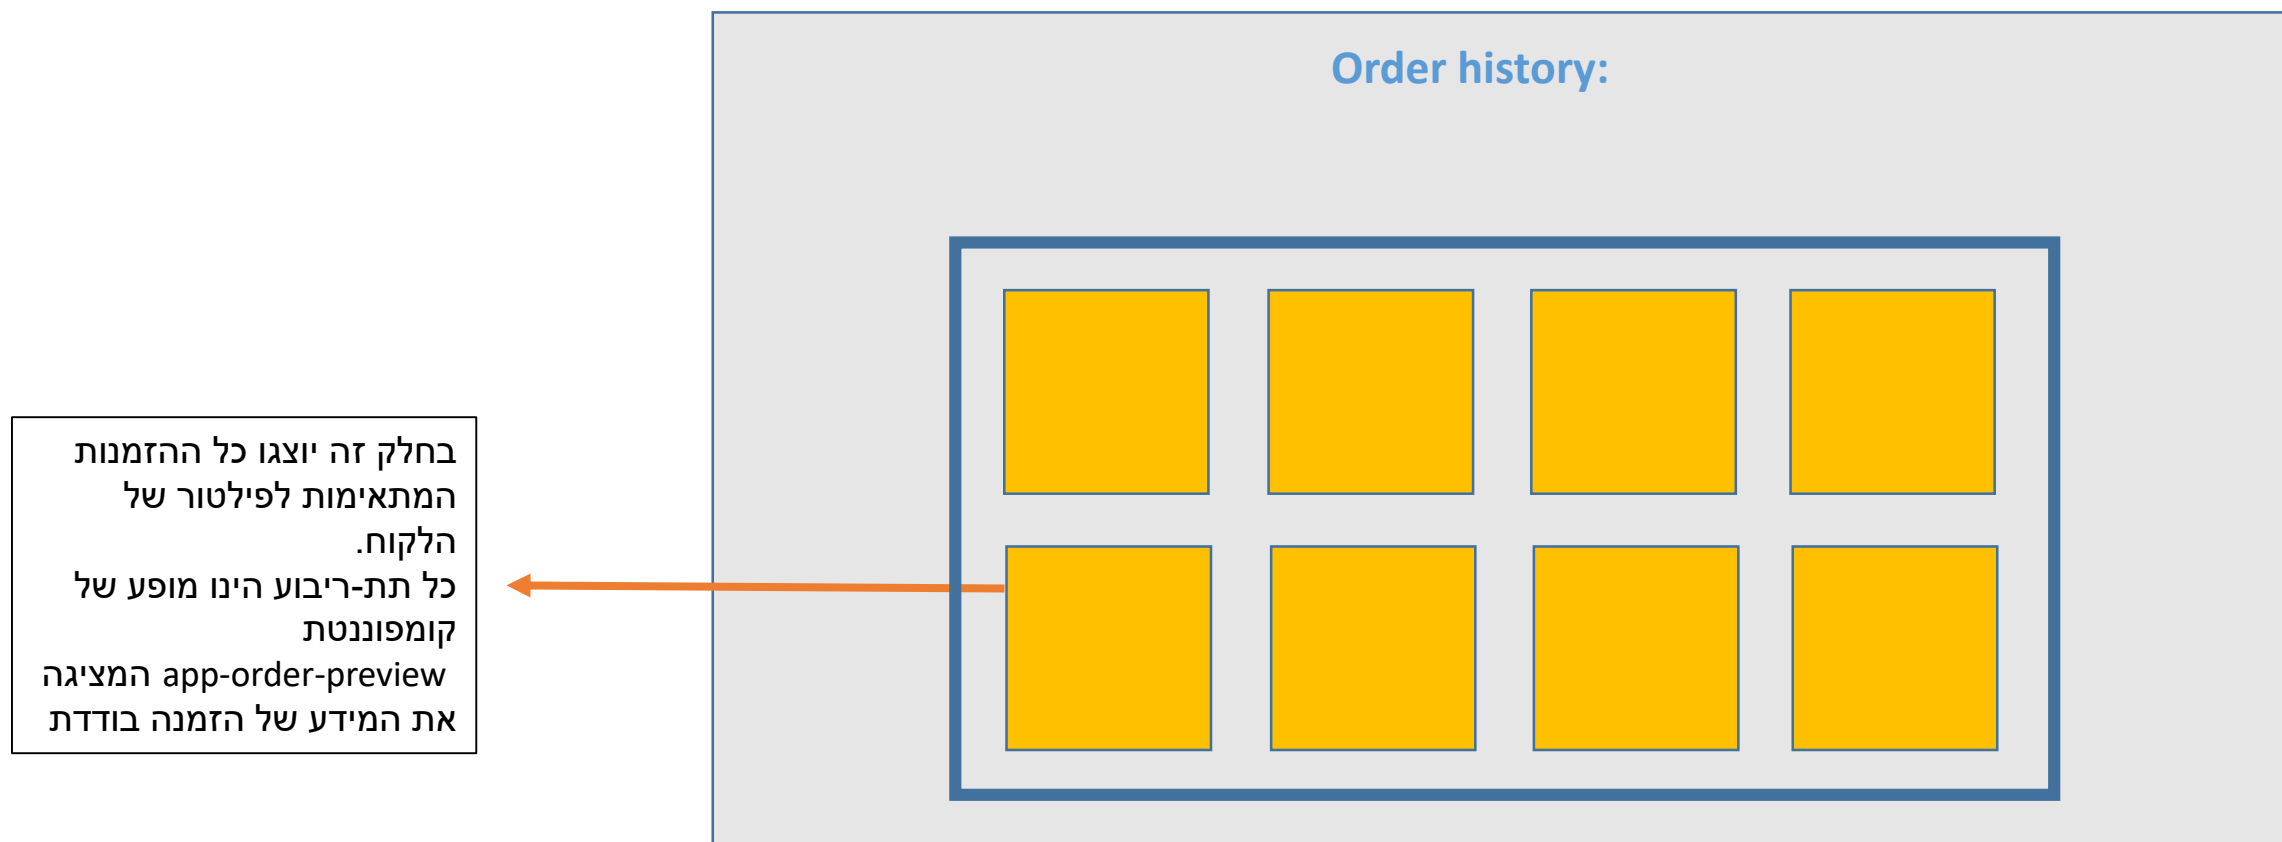 Order history:
בחלק זה יוצגו כל ההזמנות
המתאימות לפילטור של
הלקוח.
כל תת-ריבוע הינו מופע של
קומפוננטת
app-order-preview המציגה
את המידע של הזמנה בודדת